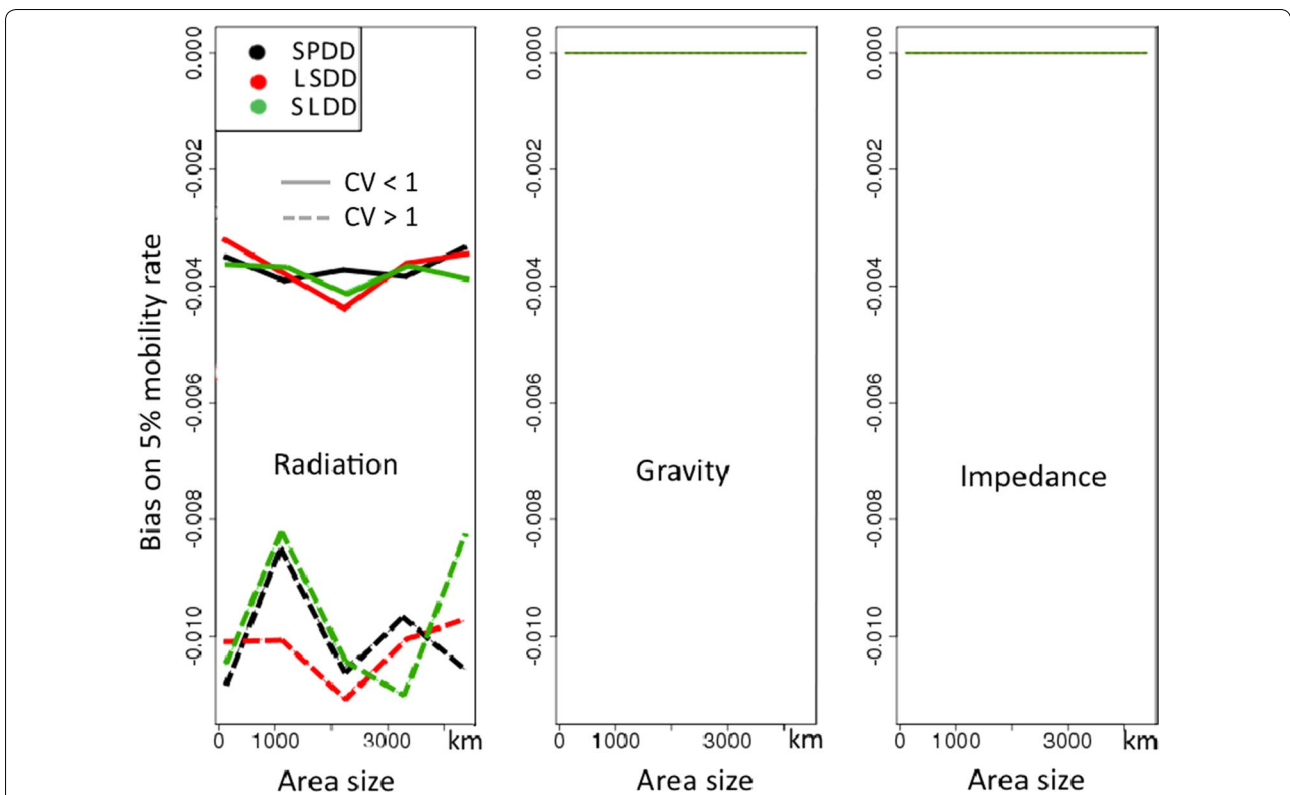 Bias on 5% mobility rate
0.000
-0.002
-0.004
-0.006
-0.008
-0.010
SPDD
LSDD
SLDD
CV < 1
CV > 1
Radiation
0 1000 3000 km
Area size
0.000
-0.002
-0.004
-0.006
-0.008
-0.010
Gravity
0 1000 3000 km
Area size
0.000
-0.002
-0.004
-0.006
-0.008
-0.010
Impedance
0 1000 3000 km
Area size